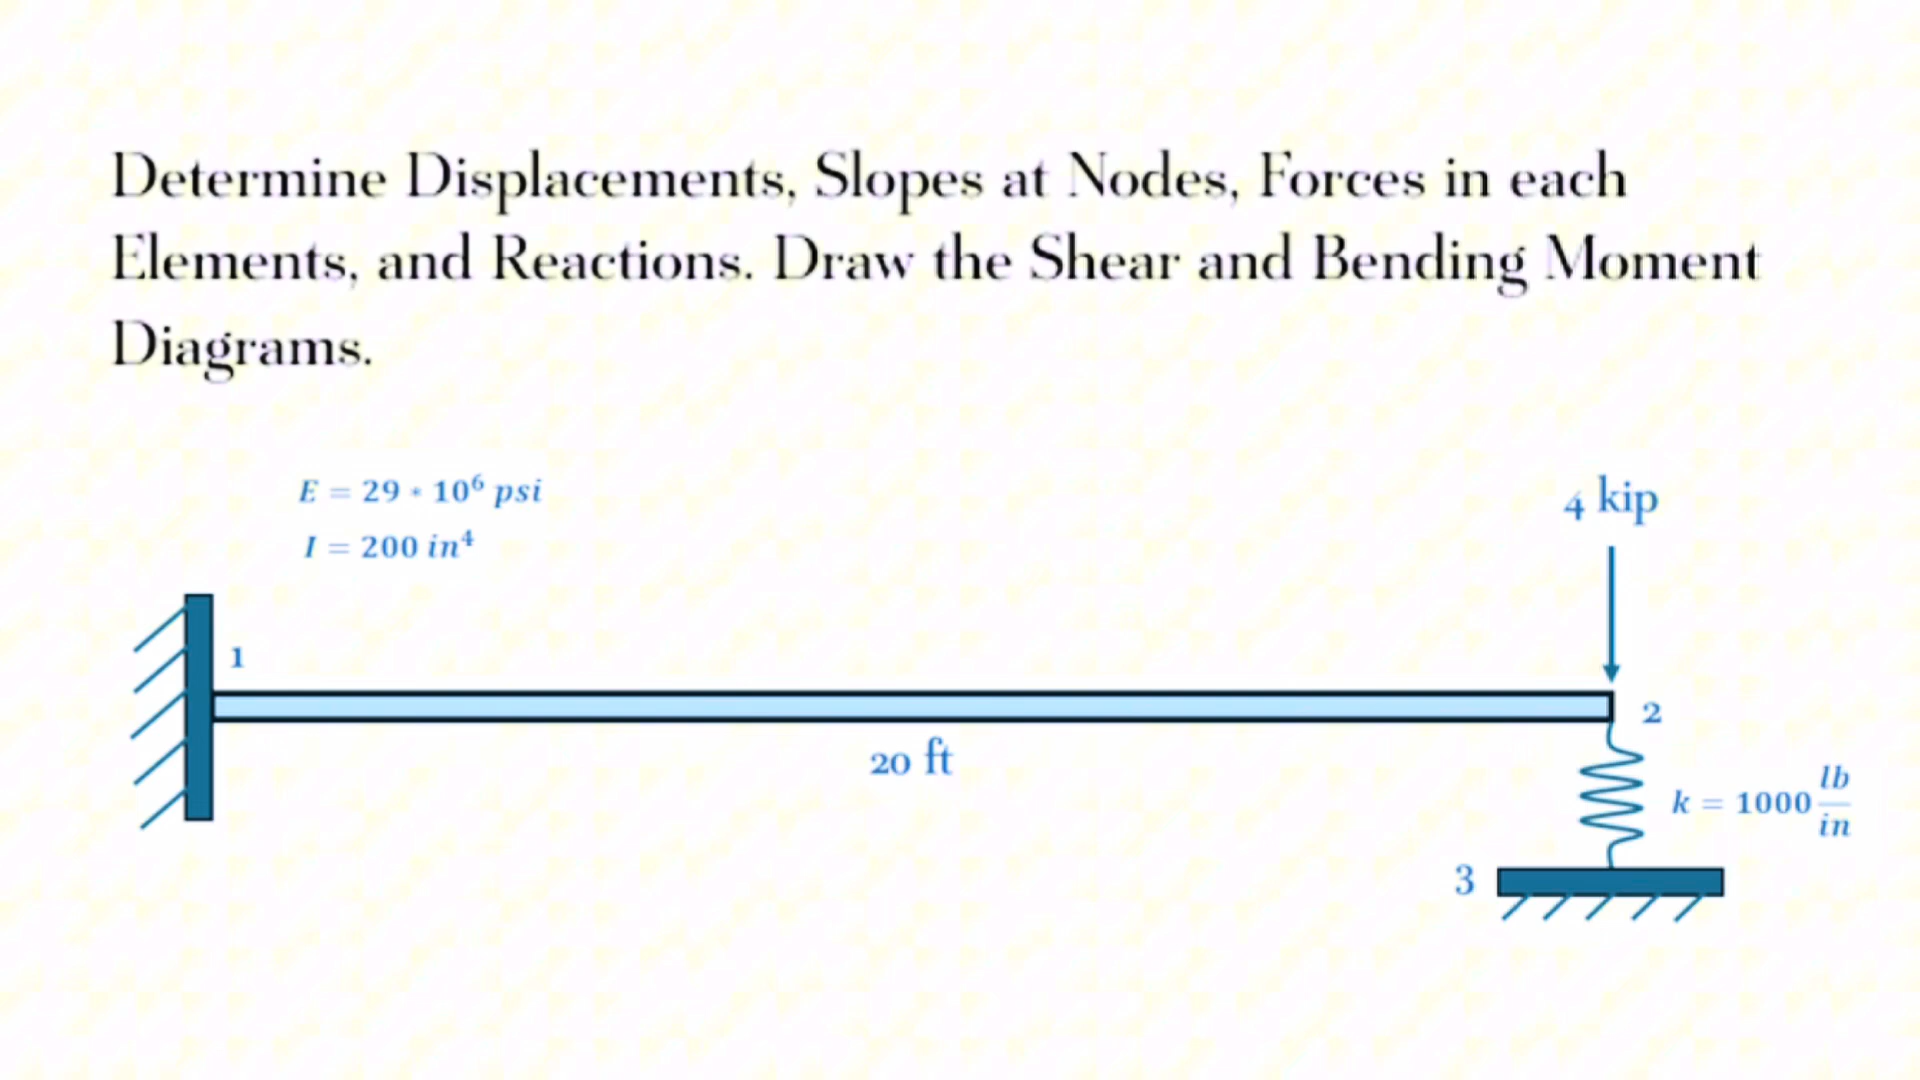 Determine Displacements, Slopes at Nodes, Forces in each
Elements, and Reactions. Draw the Shear and Bending Moment
Diagrams.
E = 29 * 10⁶ psi
I = 200 in⁴
4 kip
1
2
20 ft
k = 1000 lb/in
3